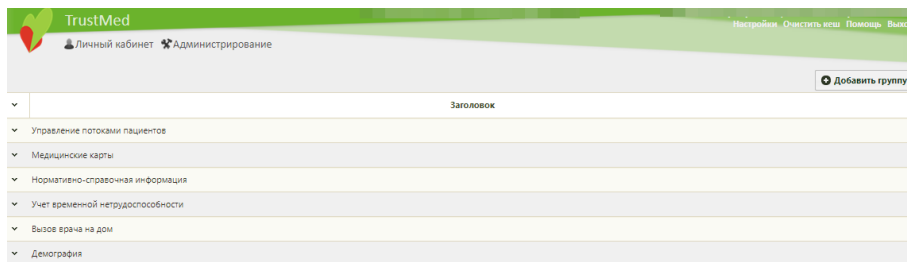 TrustMed
Настройки Очистить кеш Помощь
Личный кабинет Администрирование
Добавить группу
Заголовок
Управление потоками пациентов
Медицинские карты
Нормативно-справочная информация
Учет временной нетрудоспособности
Вызов врача на дом
Демография